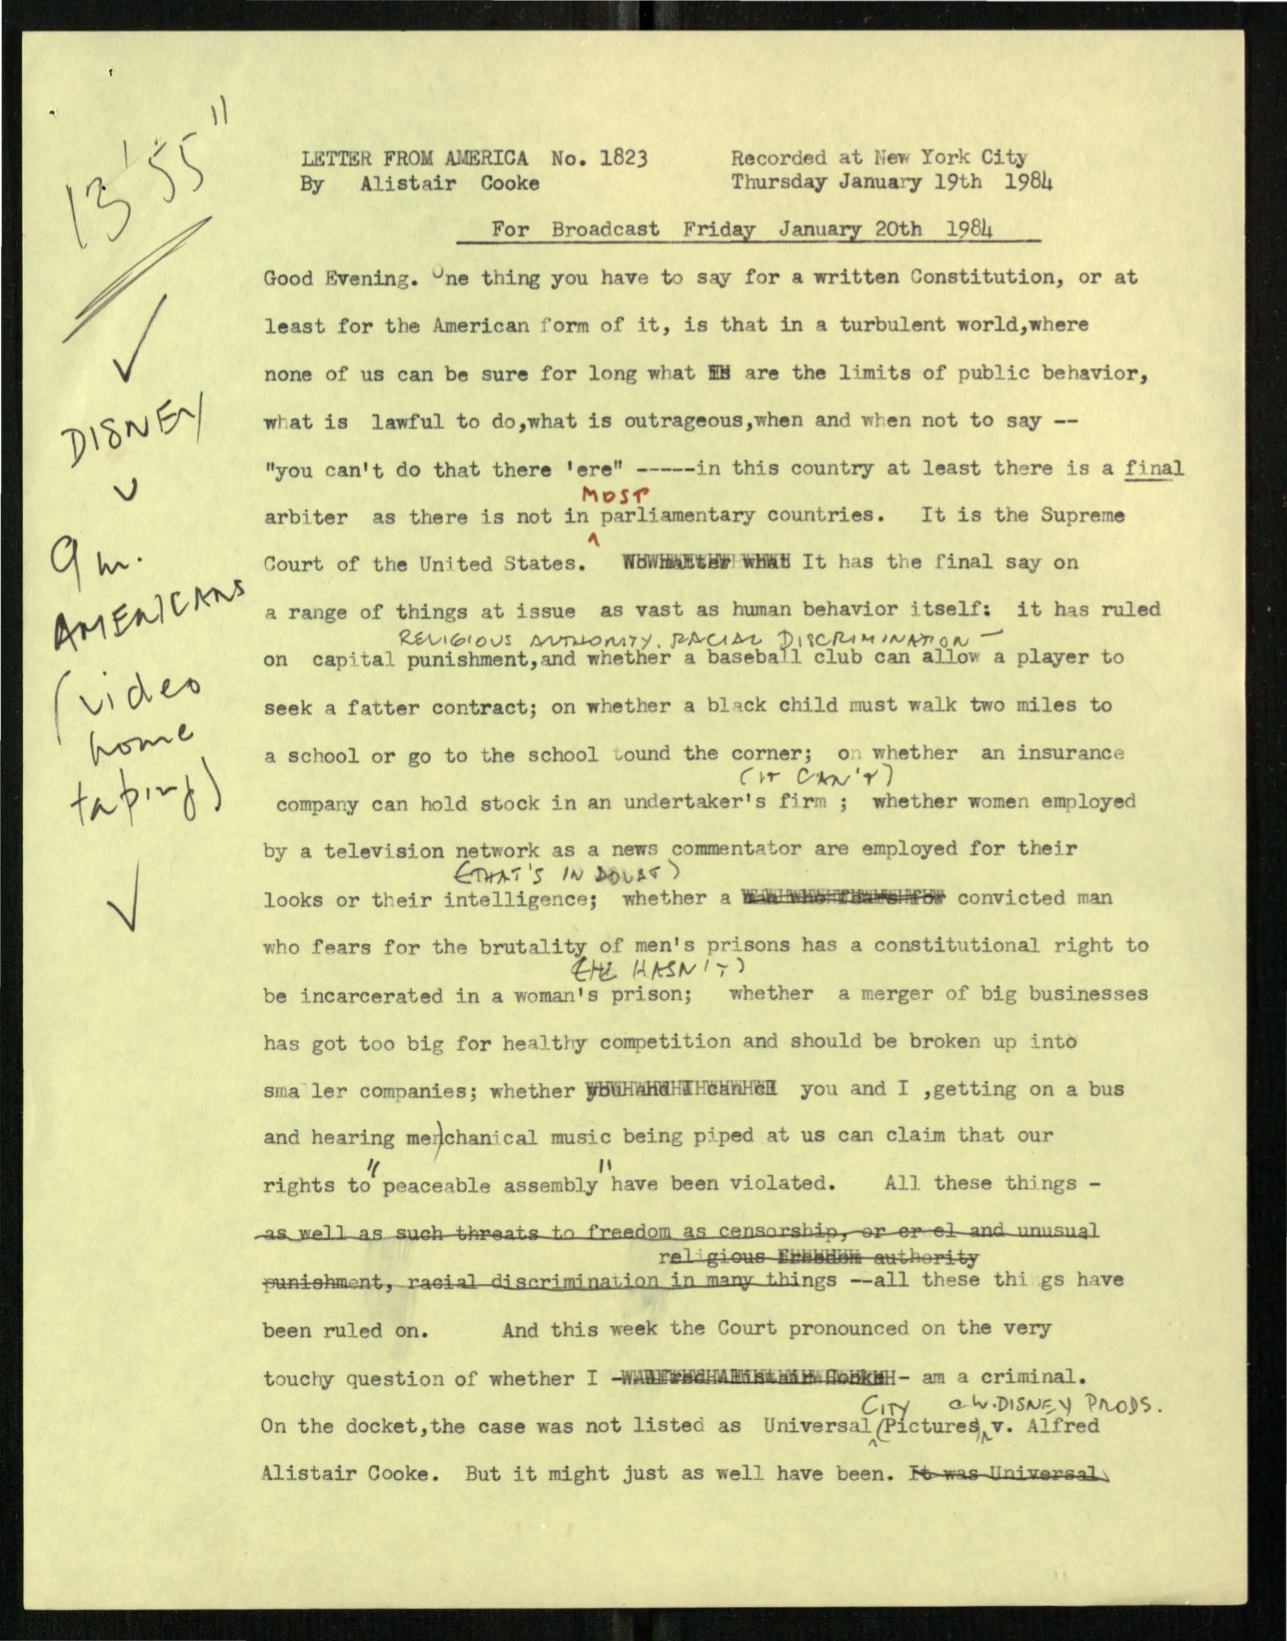 13' 55"
DISNEY
9 m.
AMERICANS
(video
home
taping)
LETTER FROM AMERICA No. 1823 Recorded at New York City
By Alistair Cooke Thursday January 19th 1984
For Broadcast Friday January 20th 1984
Good Evening. One thing you have to say for a written Constitution, or at
least for the American form of it, is that in a turbulent world,where
none of us can be sure for long what are the limits of public behavior,
what is lawful to do,what is outrageous,when and when not to say --
"you can't do that there 'ere" -----in this country at least there is a final
MOST
arbiter as there is not in parliamentary countries. It is the Supreme
Court of the United States. It has the final say on
a range of things at issue as vast as human behavior itself: it has ruled
RELIGIOUS AUTHORITY. RACIAL DISCRIMINATION —
on capital punishment,and whether a baseball club can allow a player to
seek a fatter contract; on whether a black child must walk two miles to
a school or go to the school tound the corner; on whether an insurance
(IT CAN'T)
company can hold stock in an undertaker's firm ; whether women employed
by a television network as a news commentator are employed for their
(THAT'S IN DOUBT)
looks or their intelligence; whether a convicted man
who fears for the brutality of men's prisons has a constitutional right to
(HE HASN'T)
be incarcerated in a woman's prison; whether a merger of big businesses
has got too big for healthy competition and should be broken up into
sma ler companies; whether you and I ,getting on a bus
and hearing merchanical music being piped at us can claim that our
rights to "peaceable assembly" have been violated. All these things -
as well as such threats to freedom as censorship, or cr el and unusual
religious authority
punishment, racial discrimination in many things --all these thi gs have
been ruled on. And this week the Court pronounced on the very
touchy question of whether I - - am a criminal.
CITY W. DISNEY PRODS.
On the docket,the case was not listed as Universal (Pictures) v. Alfred
Alistair Cooke. But it might just as well have been. It was Universal